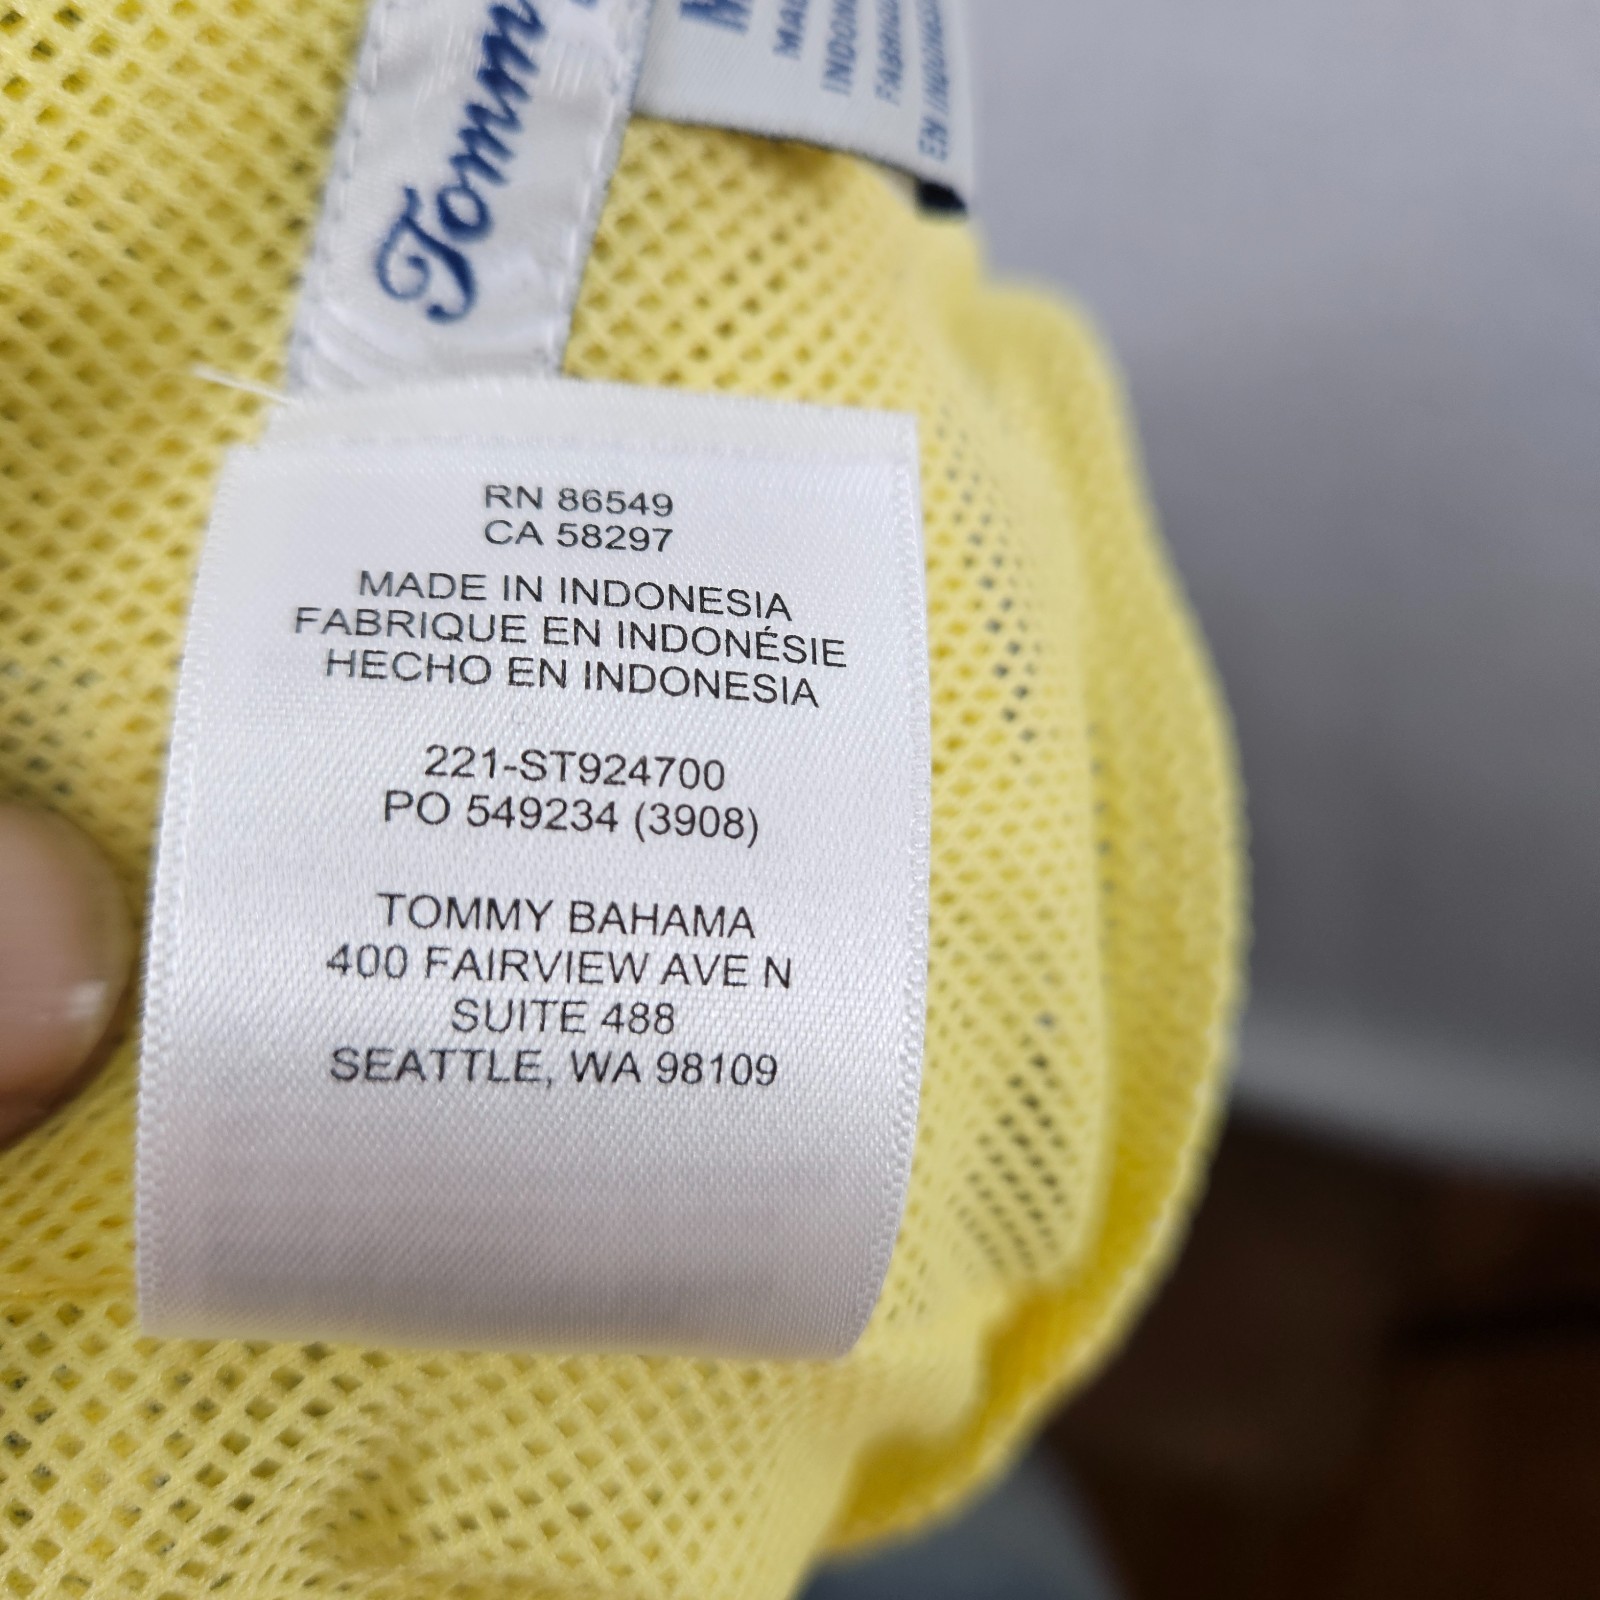 Tomm
INDON
RN 86549
CA 58297
MADE IN INDONESIA
FABRIQUE EN INDONÉSIE
HECHO EN INDONESIA
221-ST924700
PO 549234 (3908)
TOMMY BAHAMA
400 FAIRVIEW AVE N
SUITE 488
SEATTLE, WA 98109